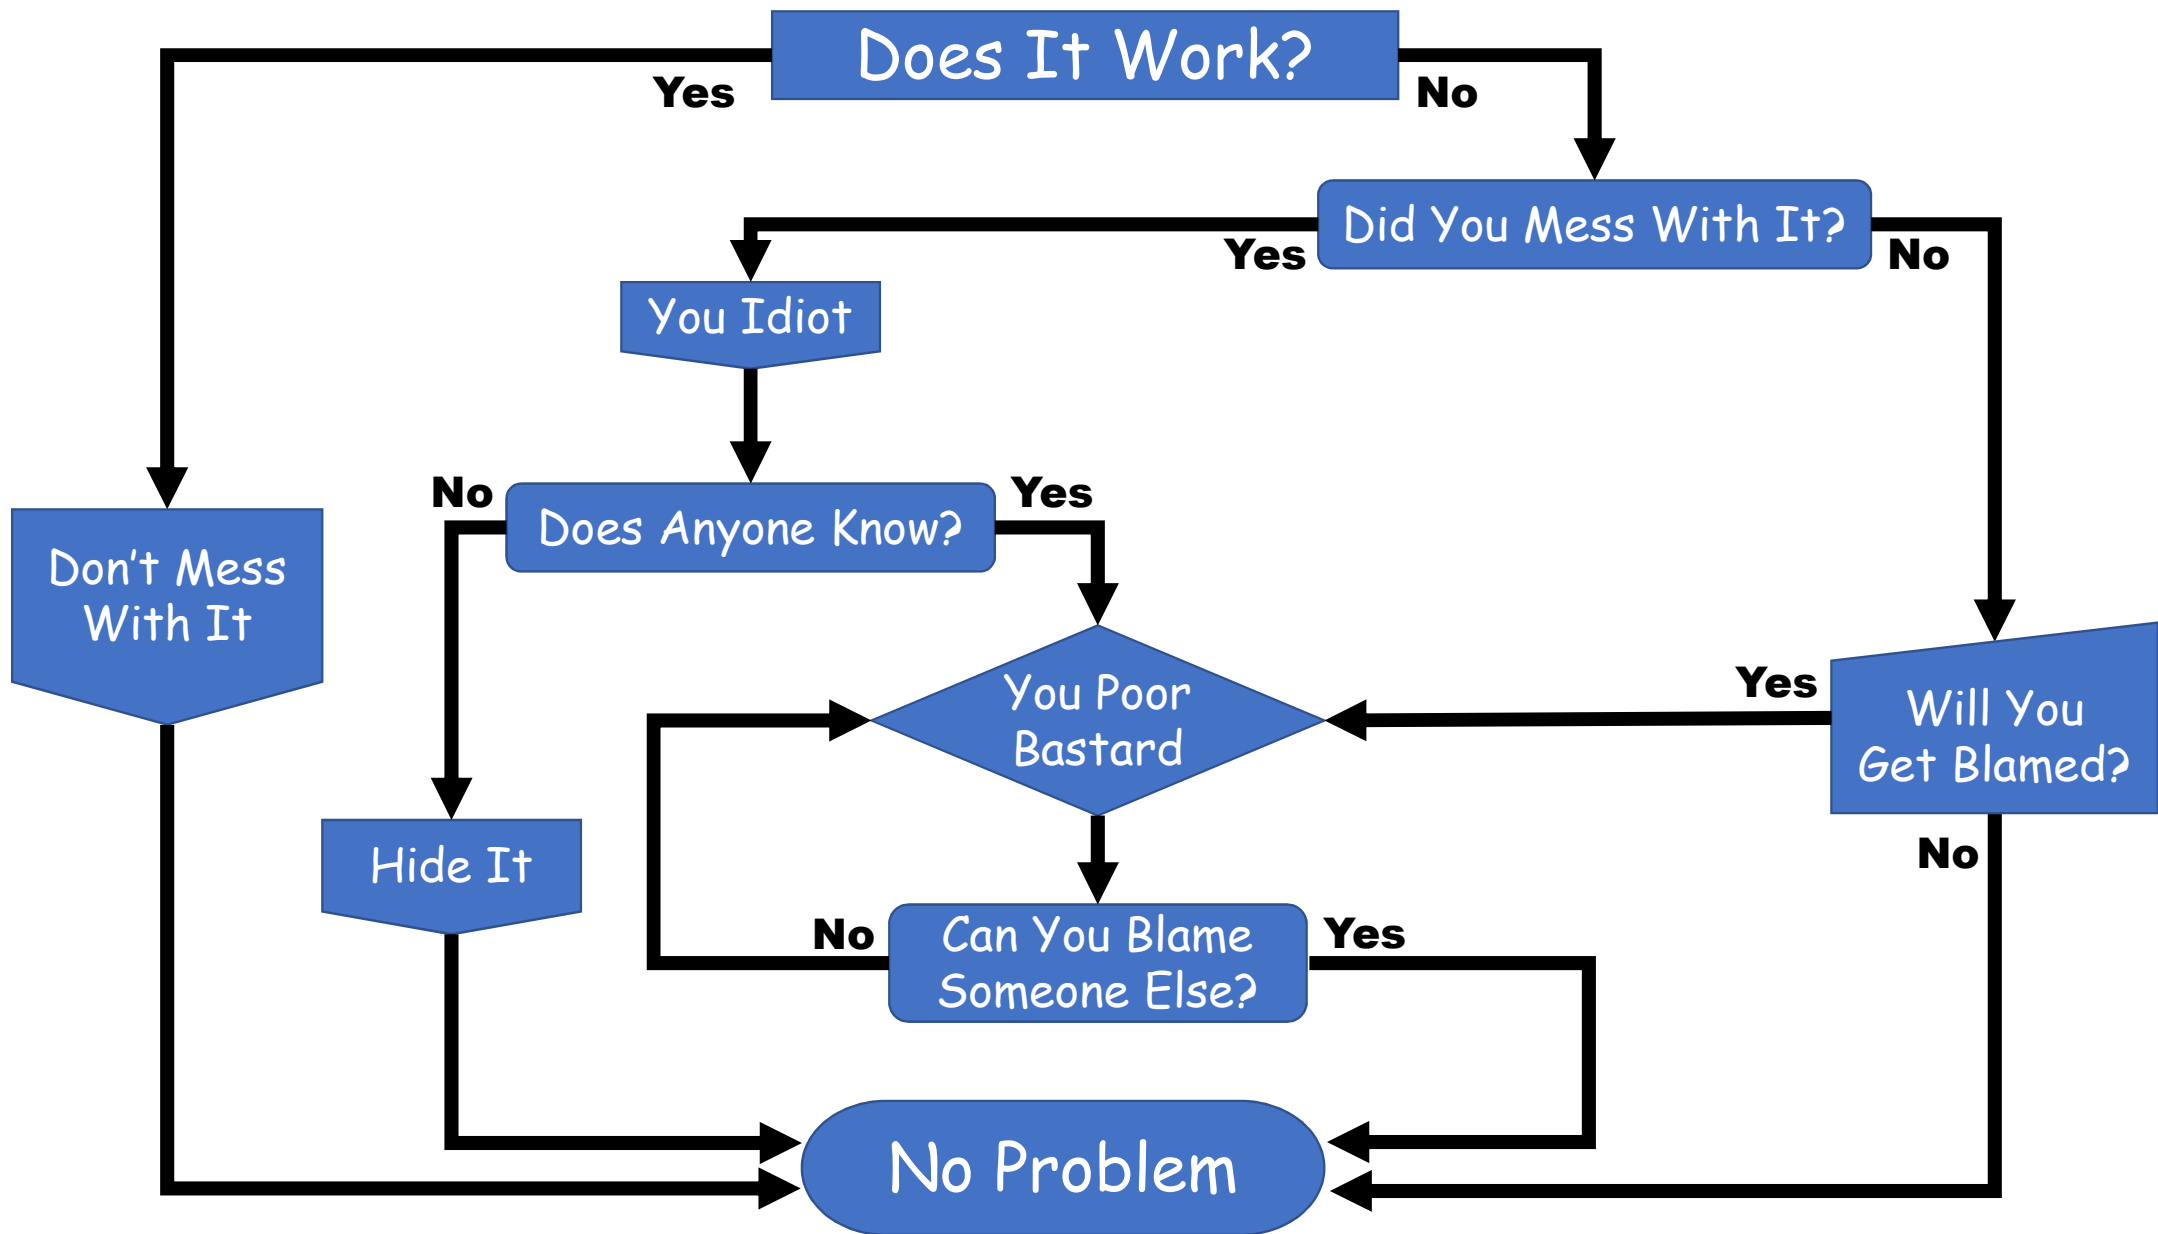 Does It Work?
Yes
No
Did You Mess With It?
Yes
No
You Idiot
No
Yes
Does Anyone Know?
Don't Mess
With It
You Poor
Bastard
Yes
Will You
Get Blamed?
Hide It
No
No
Can You Blame
Someone Else?
Yes
No Problem